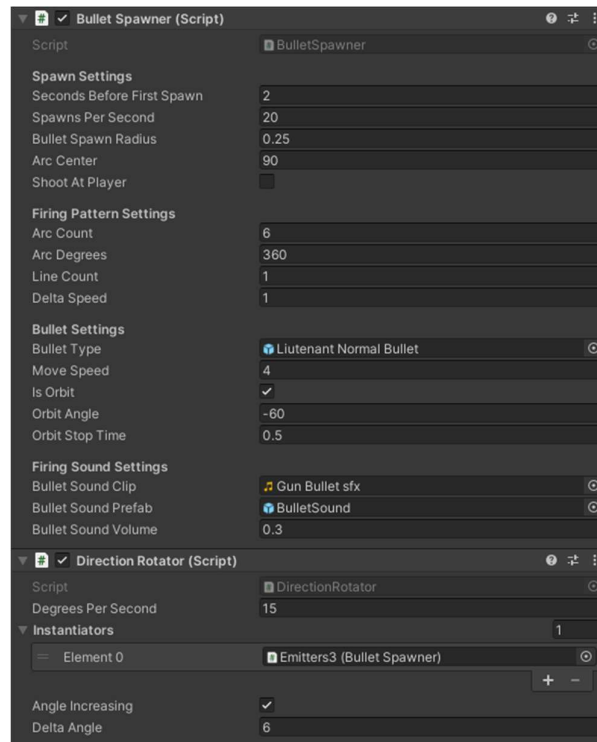 Bullet Spawner (Script)
Script BulletSpawner
Spawn Settings
Seconds Before First Spawn 2
Spawns Per Second 20
Bullet Spawn Radius 0.25
Arc Center 90
Shoot At Player
Firing Pattern Settings
Arc Count 6
Arc Degrees 360
Line Count 1
Delta Speed 1
Bullet Settings
Bullet Type Liutenant Normal Bullet
Move Speed 4
Is Orbit
Orbit Angle -60
Orbit Stop Time 0.5
Firing Sound Settings
Bullet Sound Clip Gun Bullet sfx
Bullet Sound Prefab BulletSound
Bullet Sound Volume 0.3
Direction Rotator (Script)
Script DirectionRotator
Degrees Per Second 15
Instantiators 1
Element 0 Emitters3 (Bullet Spawner)
Angle Increasing
Delta Angle 6